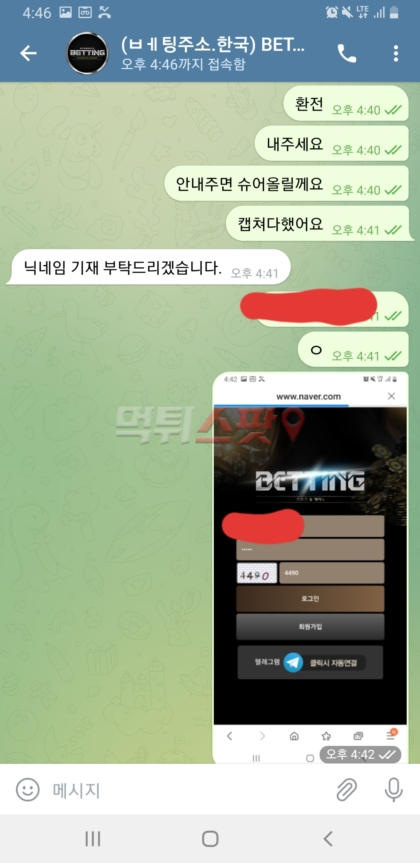 4:46
LTE
(ㅂㅔ팅주소.한국) BET...
오후 4:46까지 접속함
BETTING
환전 오후 4:40
내주세요 오후 4:40
안내주면 슈어올릴께요 오후 4:40
캡쳐다했어요 오후 4:41
닉네임 기재 부탁드리겠습니다. 오후 4:41
ㅇ 오후 4:41
먹튀스팟
4:42
www.naver.com
BETTING
4490 4490
로그인
회원가입
텔레그램 클릭시 자동연결
오후 4:42
메시지